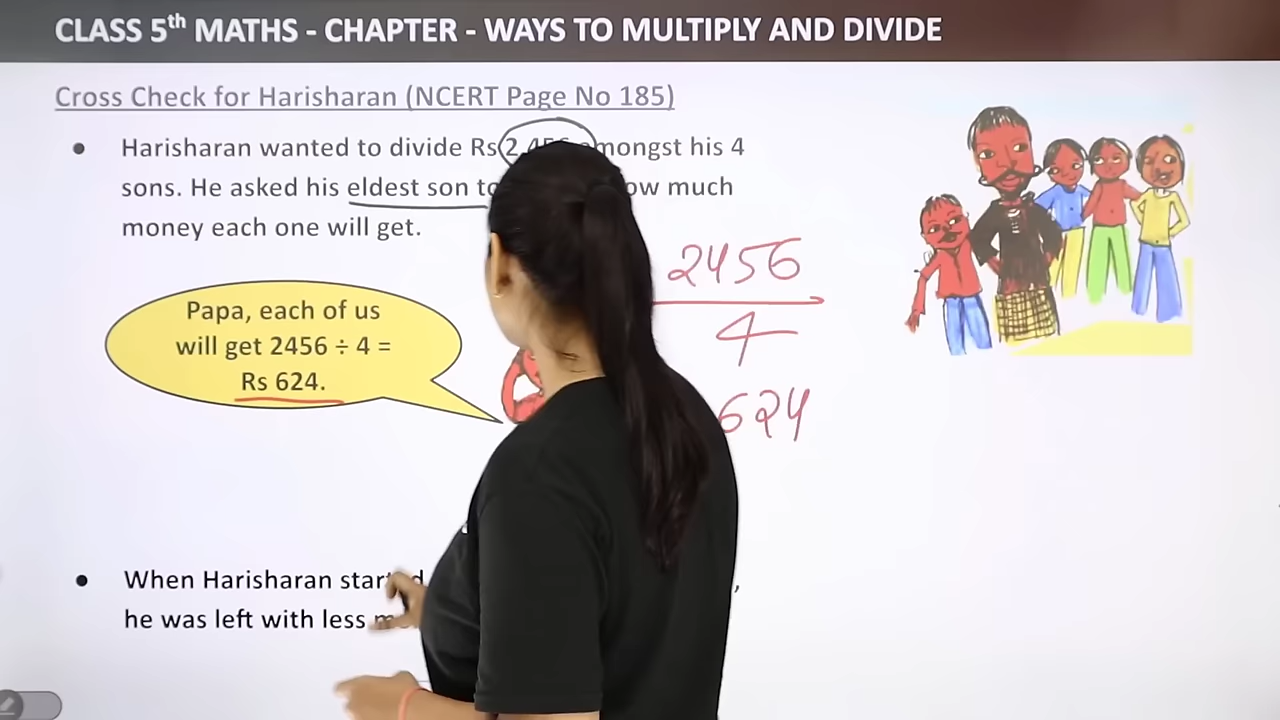 CLASS 5th MATHS - CHAPTER - WAYS TO MULTIPLY AND DIVIDE
Cross Check for Harisharan (NCERT Page No 185)
Harisharan wanted to divide Rs amongst his 4
sons. He asked his eldest son much
money each one will get.
2456
Papa, each of us
will get 2456 ÷ 4 =
Rs 624.
4
624
When Harisharan
he was left with less